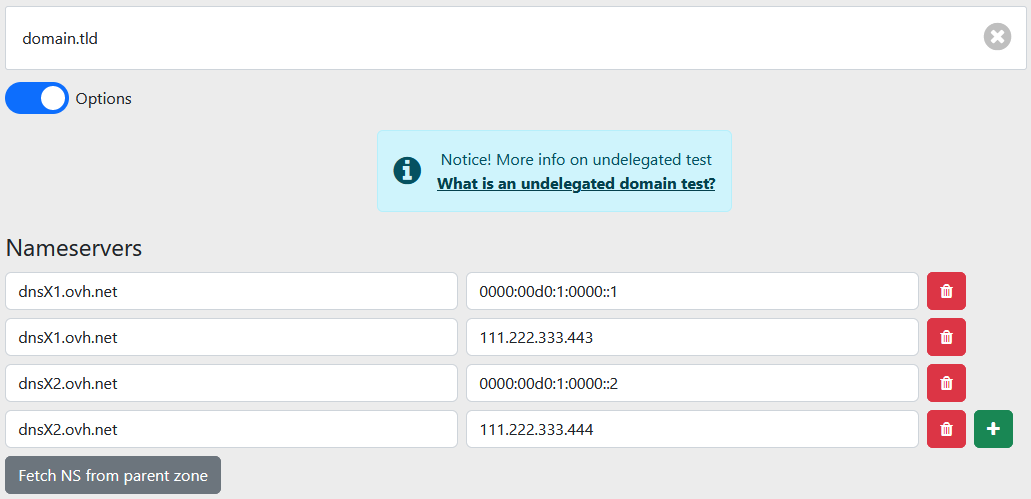 domain.tld
Options
Notice! More info on undelegated test
What is an undelegated domain test?
Nameservers
dnsX1.ovh.net 0000:00d0:1:0000::1
dnsX1.ovh.net 111.222.333.443
dnsX2.ovh.net 0000:00d0:1:0000::2
dnsX2.ovh.net 111.222.333.444
Fetch NS from parent zone